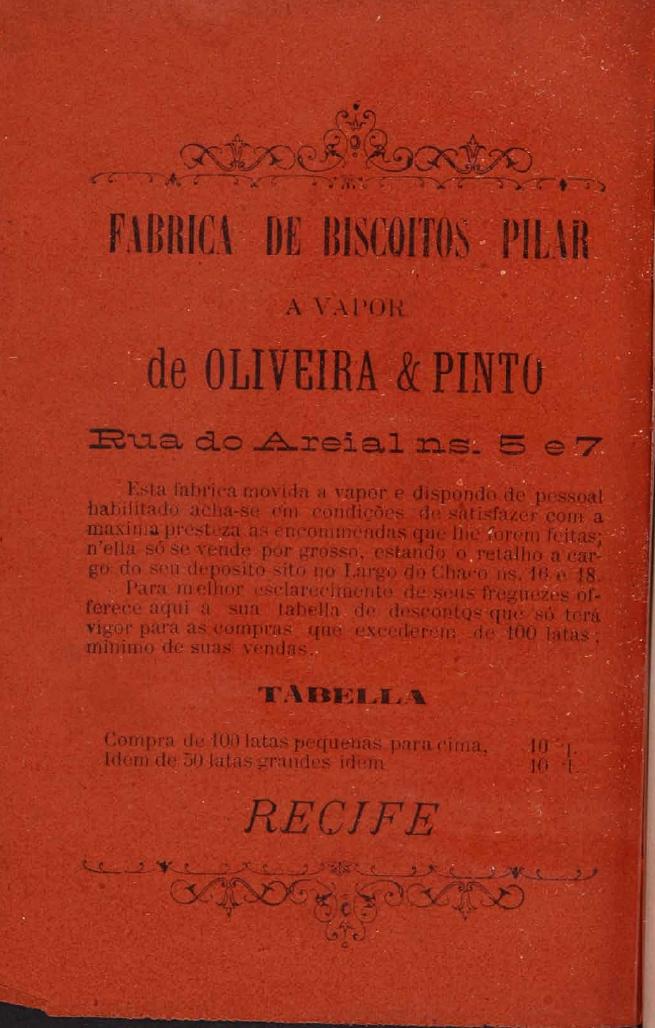 FABRICA DE BISCOITOS PILAR
A VAPOR
de OLIVEIRA & PINTO
Rua do Areial ns. 5 e 7
Esta fabrica movida a vapor e dispondo de pessoal
habilitado acha-se em condições de satisfazer com a
maxima presteza as encommendas que lhe forem feitas;
n'ella só se vende por grosso, estando o retalho a car-
go do seu deposito sito no Largo do Chaco ns. 16 e 18.
Para melhor esclarecimento de seus freguezes of-
ferece aqui a sua tabella de descontos que só terá
vigor para as compras que excederem de 100 latas;
minimo de suas vendas.
TABELLA
Compra de 100 latas pequenas para cima, 10
Idem de 50 latas grandes idem 10
RECIFE